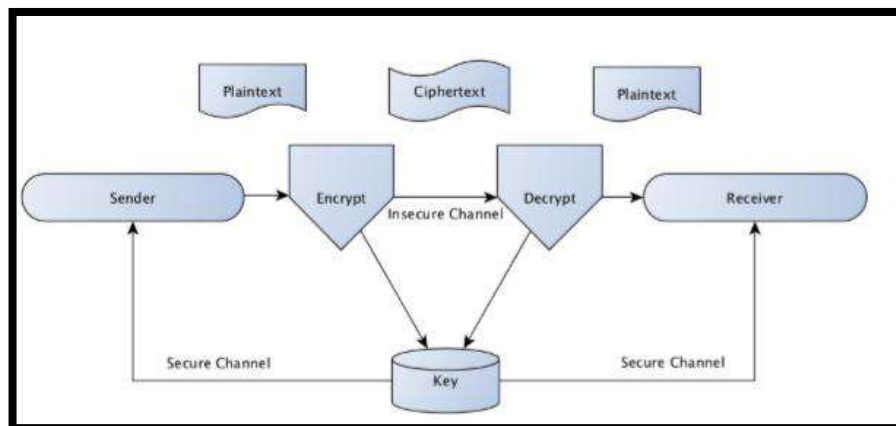 Plaintext
Ciphertext
Plaintext
Sender
Encrypt
Insecure Channel
Decrypt
Receiver
Secure Channel
Key
Secure Channel